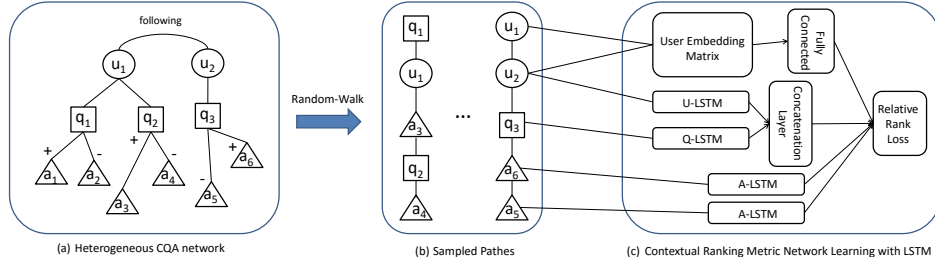 following
u1 u2
q1 q2 q3
+ - + - - +
a1 a2 a3 a4 a5 a6
(a) Heterogeneous CQA network
Random-Walk
q1
u1
a3
q2
a4
...
u1
u2
q3
a6
a5
(b) Sampled Pathes
User Embedding
Matrix
Fully
Connected
U-LSTM
Q-LSTM
Concatenation
Layer
A-LSTM
A-LSTM
Relative
Rank
Loss
(c) Contextual Ranking Metric Network Learning with LSTM